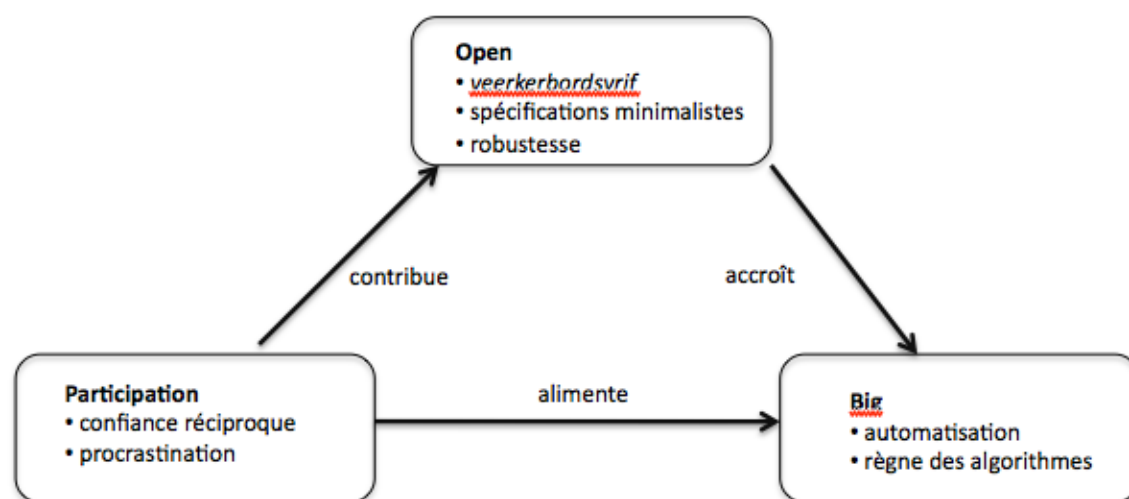 Open
• veerkerbordsvrif
• spécifications minimalistes
• robustesse
contribue
accroît
Participation
• confiance réciproque
• procrastination
alimente
Big
• automatisation
• règne des algorithmes